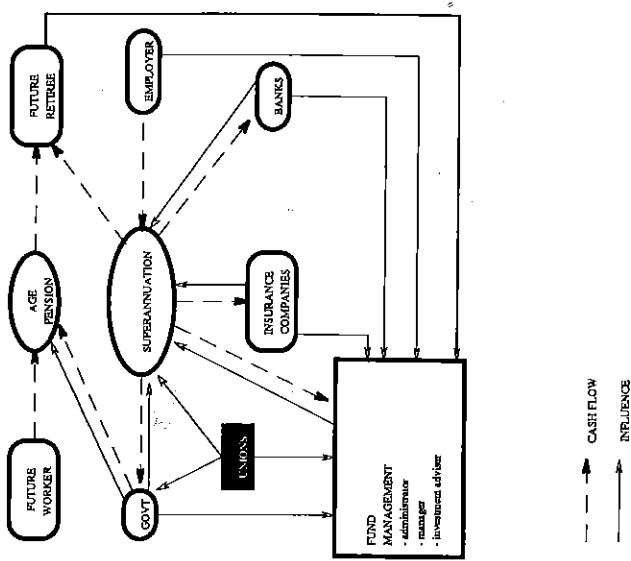 FUTURE
WORKER
AGE
PENSION
FUTURE
RETIREE
GOVT
SUPERANNUATION
EMPLOYER
UNIONS
INSURANCE
COMPANIES
BANKS
FUND
MANAGEMENT
- administrator
- manager
- investment adviser
CASH FLOW
INFLUENCE